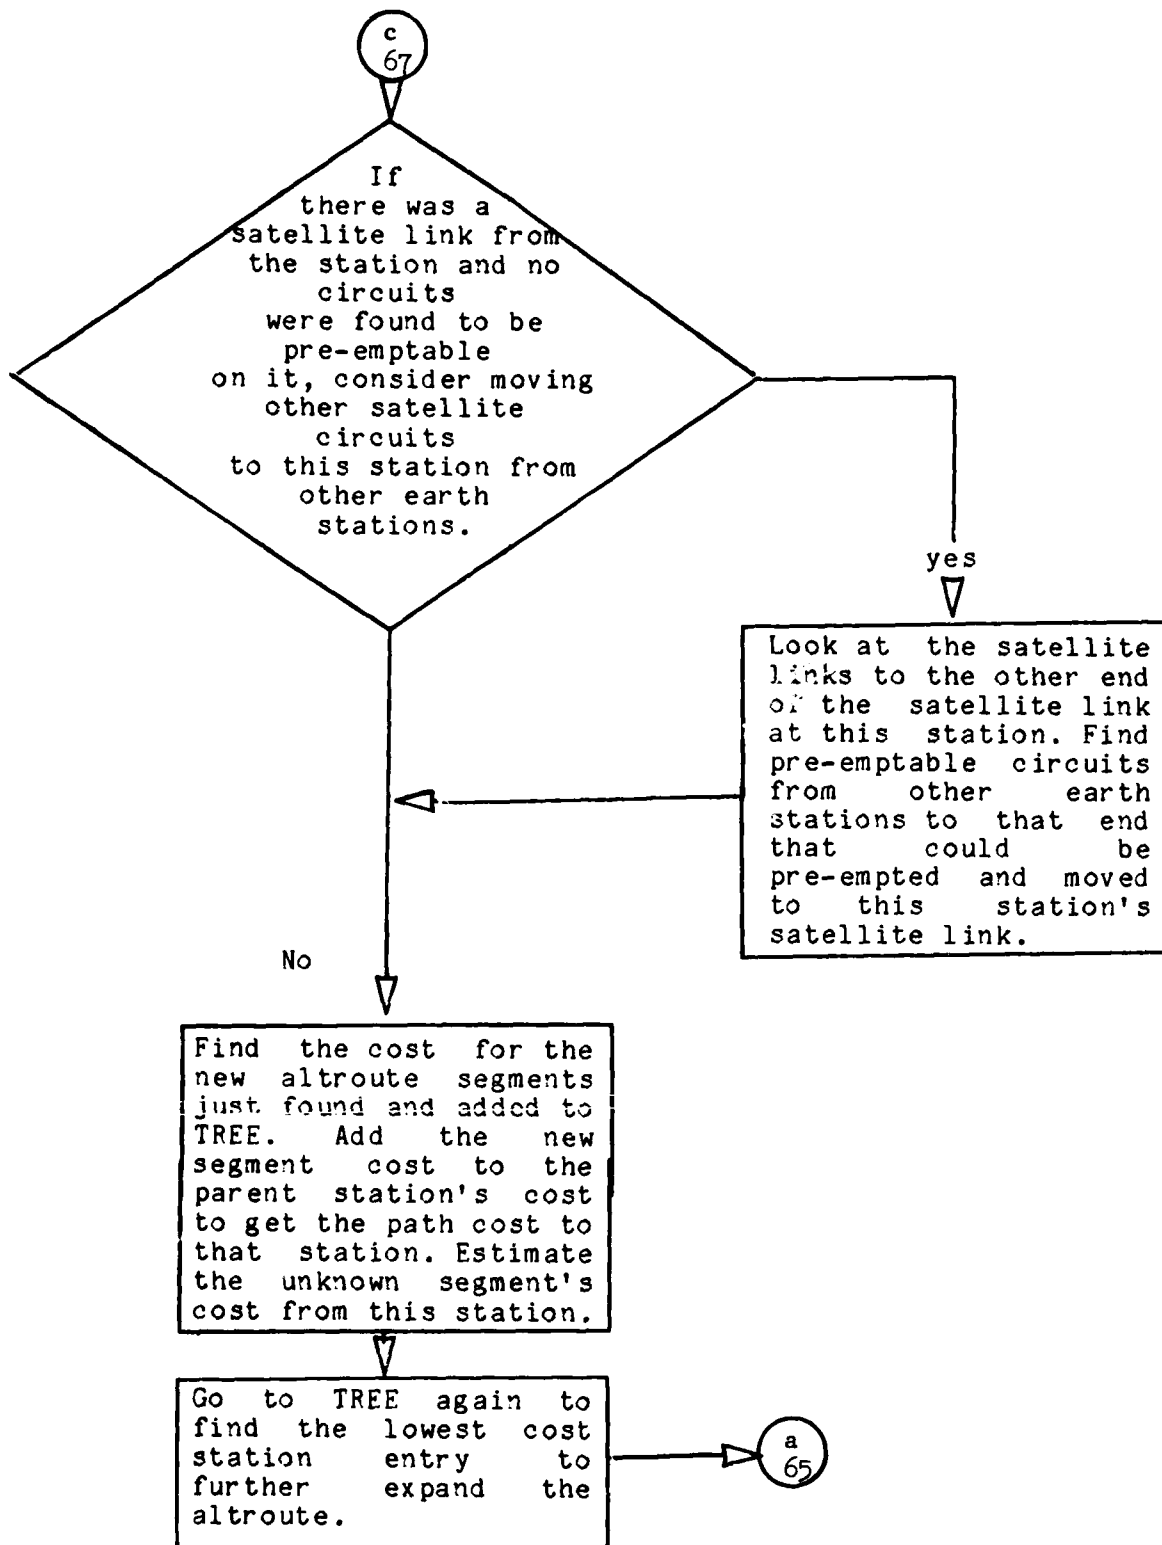 c
67
If
there was a
satellite link from
the station and no
circuits
were found to be
pre-emptable
on it, consider moving
other satellite
circuits
to this station from
other earth
stations.
yes
Look at the satellite
links to the other end
of the satellite link
at this station. Find
pre-emptable circuits
from other earth
stations to that end
that could be
pre-empted and moved
to this station's
satellite link.
No
Find the cost for the
new altroute segments
just found and added to
TREE. Add the new
segment cost to the
parent station's cost
to get the path cost to
that station. Estimate
the unknown segment's
cost from this station.
Go to TREE again to
find the lowest cost
station entry to
further expand the
altroute.
a
65